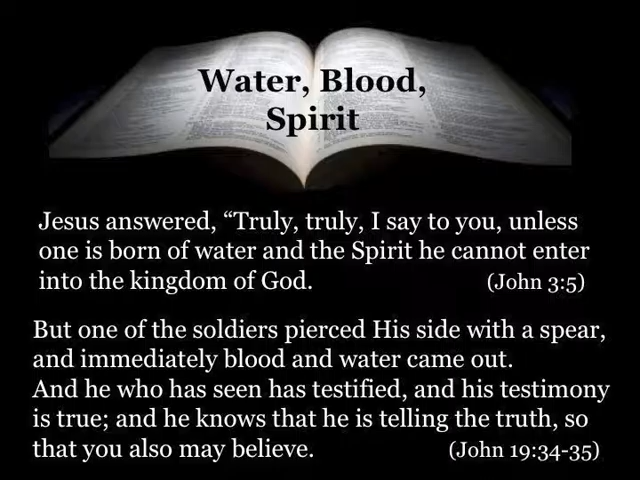 Water, Blood,
Spirit
Jesus answered, “Truly, truly, I say to you, unless
one is born of water and the Spirit he cannot enter
into the kingdom of God. (John 3:5)
But one of the soldiers pierced His side with a spear,
and immediately blood and water came out.
And he who has seen has testified, and his testimony
is true; and he knows that he is telling the truth, so
that you also may believe. (John 19:34-35)